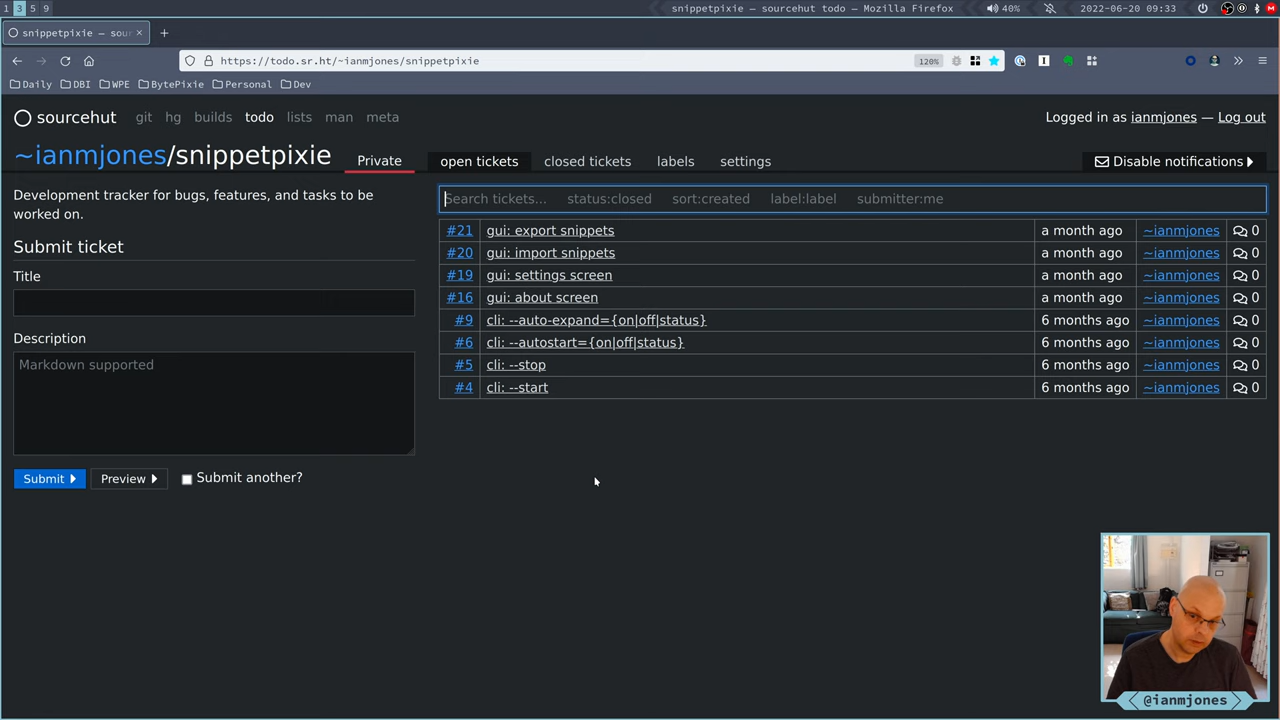 1 3 5 9
snippetpixie — sourcehut todo — Mozilla Firefox
40%
2022-06-20 09:33
snippetpixie — sour
https://todo.sr.ht/~ianmjones/snippetpixie
120%
Daily DBI WPE BytePixie Personal Dev
sourcehut git hg builds todo lists man meta
Logged in as ianmjones — Log out
~ianmjones/snippetpixie
Private
open tickets closed tickets labels settings
Disable notifications
Development tracker for bugs, features, and tasks to be
worked on.
Submit ticket
Title
Description
Markdown supported
Submit Preview Submit another?
Search tickets... status:closed sort:created label:label submitter:me
#21 gui: export snippets a month ago ~ianmjones 0
#20 gui: import snippets a month ago ~ianmjones 0
#19 gui: settings screen a month ago ~ianmjones 0
#16 gui: about screen a month ago ~ianmjones 0
#9 cli: --auto-expand={on|off|status} 6 months ago ~ianmjones 0
#6 cli: --autostart={on|off|status} 6 months ago ~ianmjones 0
#5 cli: --stop 6 months ago ~ianmjones 0
#4 cli: --start 6 months ago ~ianmjones 0
@ianmjones